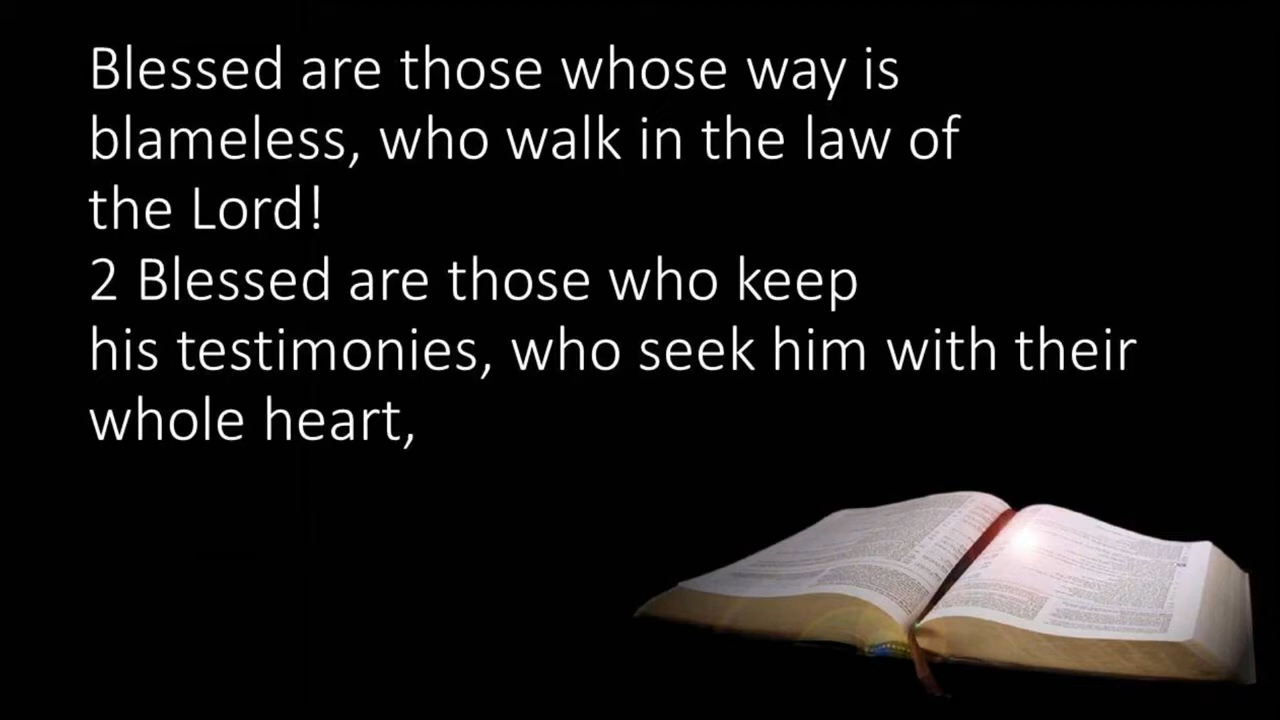 Blessed are those whose way is
blameless, who walk in the law of
the Lord!
2 Blessed are those who keep
his testimonies, who seek him with their
whole heart,